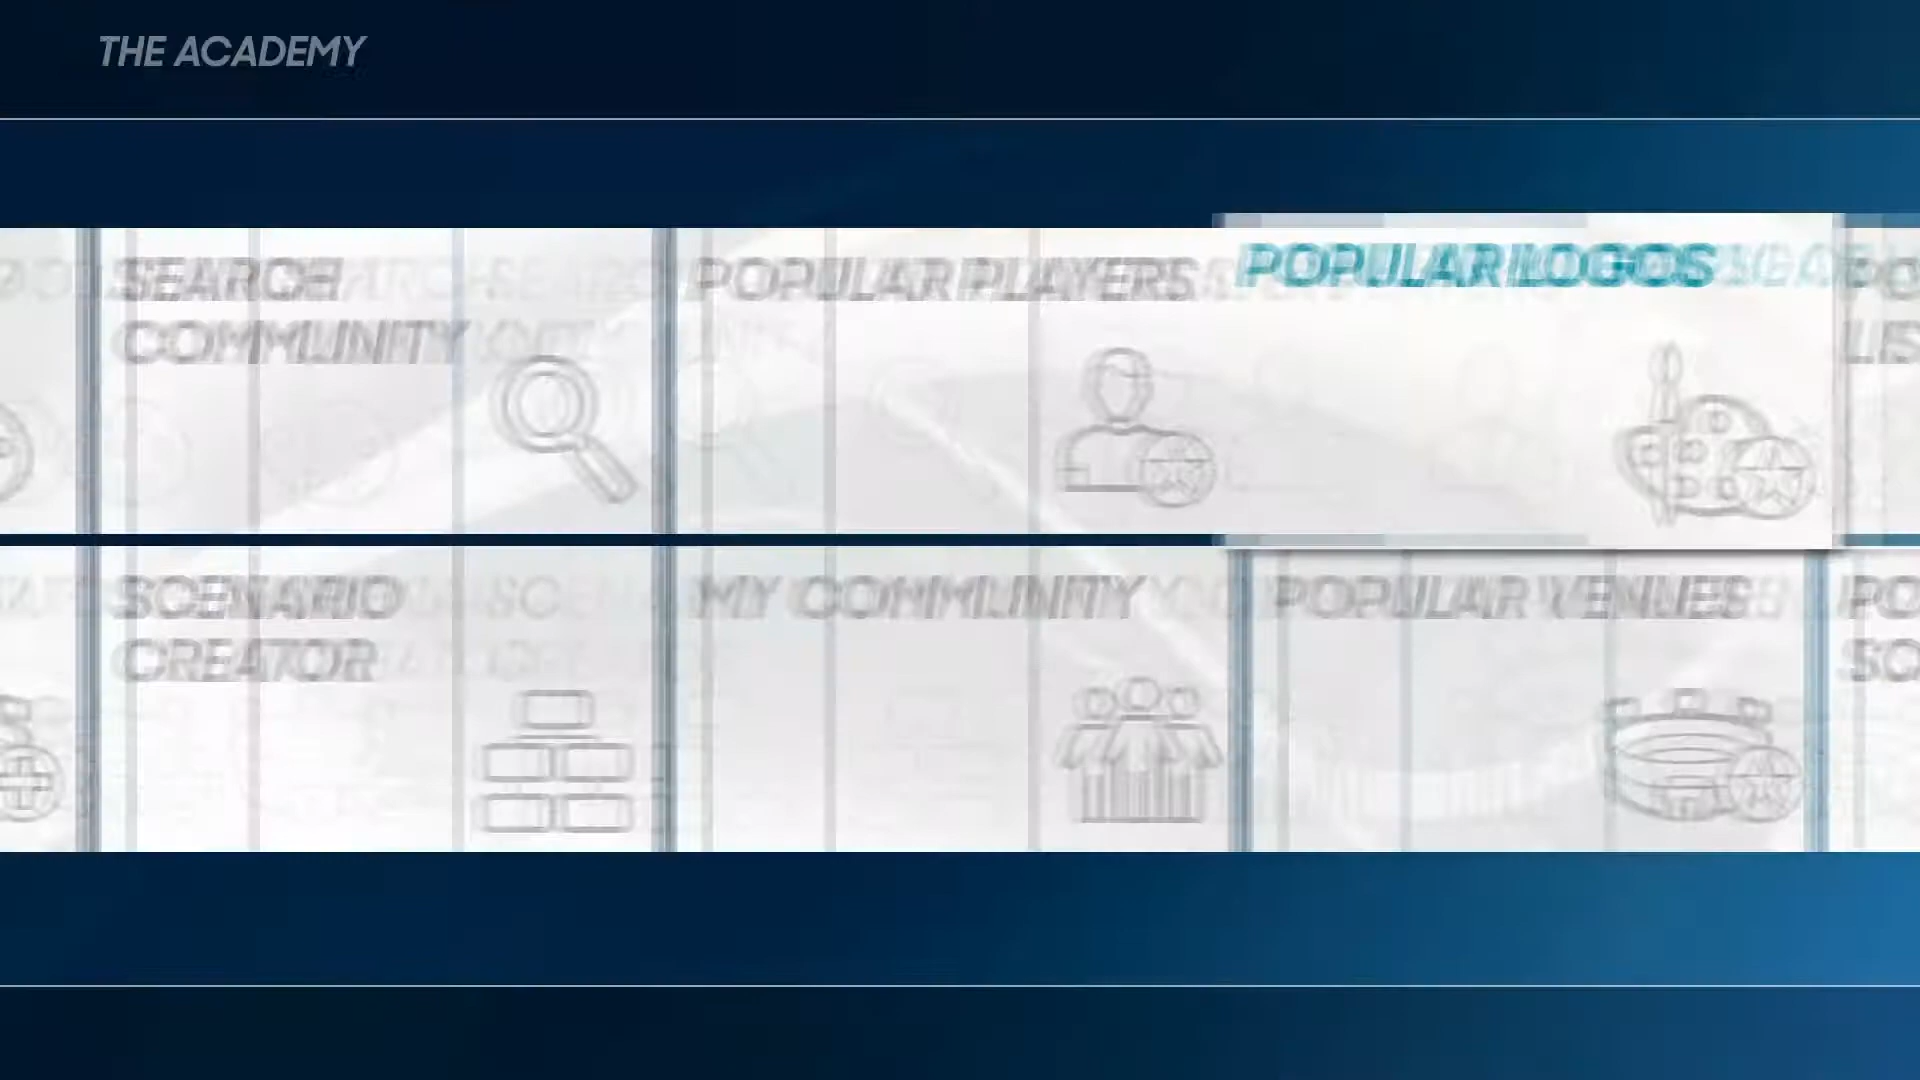 THE ACADEMY
SEARCH
COMMUNITY
POPULAR PLAYERS
POPULAR LOGOS
SCENARIO
CREATOR
MY COMMUNITY
POPULAR VENUES